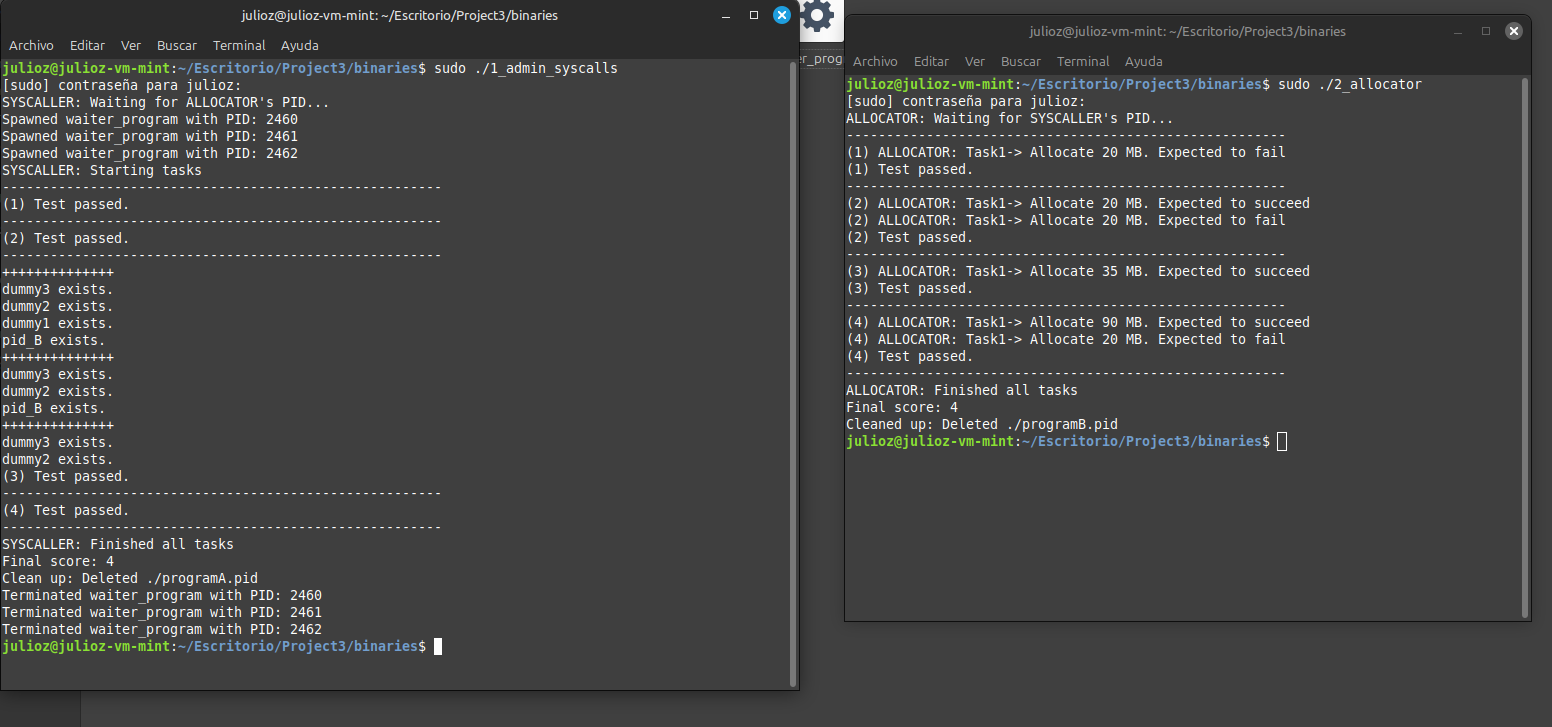 julioz@julioz-vm-mint: ~/Escritorio/Project3/binaries
Archivo Editar Ver Buscar Terminal Ayuda
julioz@julioz-vm-mint:~/Escritorio/Project3/binaries$ sudo ./1_admin_syscalls
[sudo] contraseña para julioz:
SYSCALLER: Waiting for ALLOCATOR's PID...
Spawned waiter_program with PID: 2460
Spawned waiter_program with PID: 2461
Spawned waiter_program with PID: 2462
SYSCALLER: Starting tasks
-------------------------------------------------------
(1) Test passed.
-------------------------------------------------------
(2) Test passed.
-------------------------------------------------------
++++++++++++++
dummy3 exists.
dummy2 exists.
dummy1 exists.
pid_B exists.
++++++++++++++
dummy3 exists.
dummy2 exists.
pid_B exists.
++++++++++++++
dummy3 exists.
dummy2 exists.
(3) Test passed.
-------------------------------------------------------
(4) Test passed.
-------------------------------------------------------
SYSCALLER: Finished all tasks
Final score: 4
Clean up: Deleted ./programA.pid
Terminated waiter_program with PID: 2460
Terminated waiter_program with PID: 2461
Terminated waiter_program with PID: 2462
julioz@julioz-vm-mint:~/Escritorio/Project3/binaries$
er_prog
julioz@julioz-vm-mint: ~/Escritorio/Project3/binaries
Archivo Editar Ver Buscar Terminal Ayuda
julioz@julioz-vm-mint:~/Escritorio/Project3/binaries$ sudo ./2_allocator
[sudo] contraseña para julioz:
ALLOCATOR: Waiting for SYSCALLER's PID...
-------------------------------------------------------
(1) ALLOCATOR: Task1-> Allocate 20 MB. Expected to fail
(1) Test passed.
-------------------------------------------------------
(2) ALLOCATOR: Task1-> Allocate 20 MB. Expected to succeed
(2) ALLOCATOR: Task1-> Allocate 20 MB. Expected to fail
(2) Test passed.
-------------------------------------------------------
(3) ALLOCATOR: Task1-> Allocate 35 MB. Expected to succeed
(3) Test passed.
-------------------------------------------------------
(4) ALLOCATOR: Task1-> Allocate 90 MB. Expected to succeed
(4) ALLOCATOR: Task1-> Allocate 20 MB. Expected to fail
(4) Test passed.
-------------------------------------------------------
ALLOCATOR: Finished all tasks
Final score: 4
Cleaned up: Deleted ./programB.pid
julioz@julioz-vm-mint:~/Escritorio/Project3/binaries$